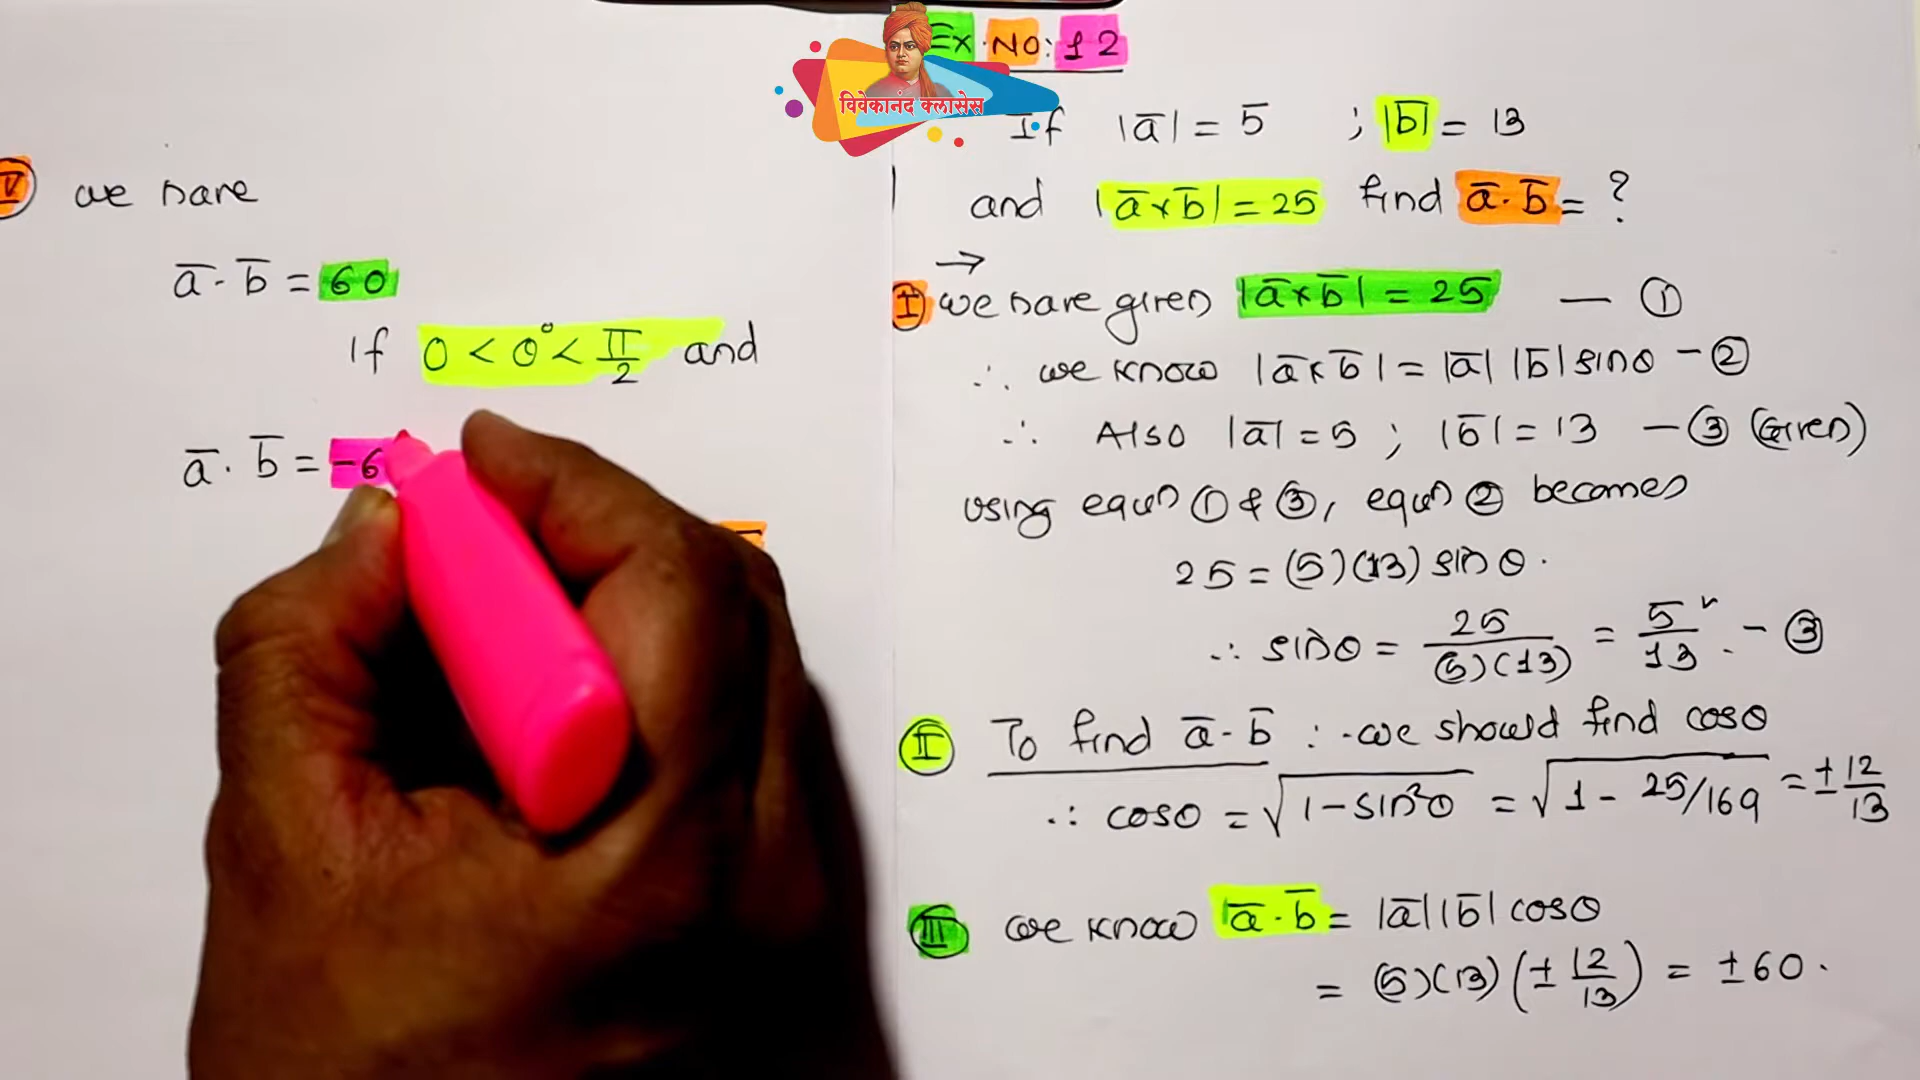 Ex. NO: 12
विवेकानंद क्लासेस
If |a̅| = 5 ; |b̅| = 13
and |a̅×b̅| = 25 find a̅·b̅ = ?
→
I we have given |a̅×b̅| = 25 — ①
∴ we know |a̅×b̅| = |a̅| |b̅| sinθ — ②
∴ Also |a̅| = 5 ; |b̅| = 13 — ③ (Given)
using equn ① & ③, equn ② becomes
25 = (5)(13) sinθ.
∴ sinθ = 25/(5)(13) = 5/13 . — ③
II To find a̅·b̅ : -we should find cosθ
∴ cosθ = √(1-sin²θ) = √(1 - 25/169) = ±12/13
III we know a̅·b̅ = |a̅||b̅| cosθ
= (5)(13)(±12/13) = ±60.
we have
a̅·b̅ = 60
If 0 < θ < π/2 and
a̅·b̅ = -6